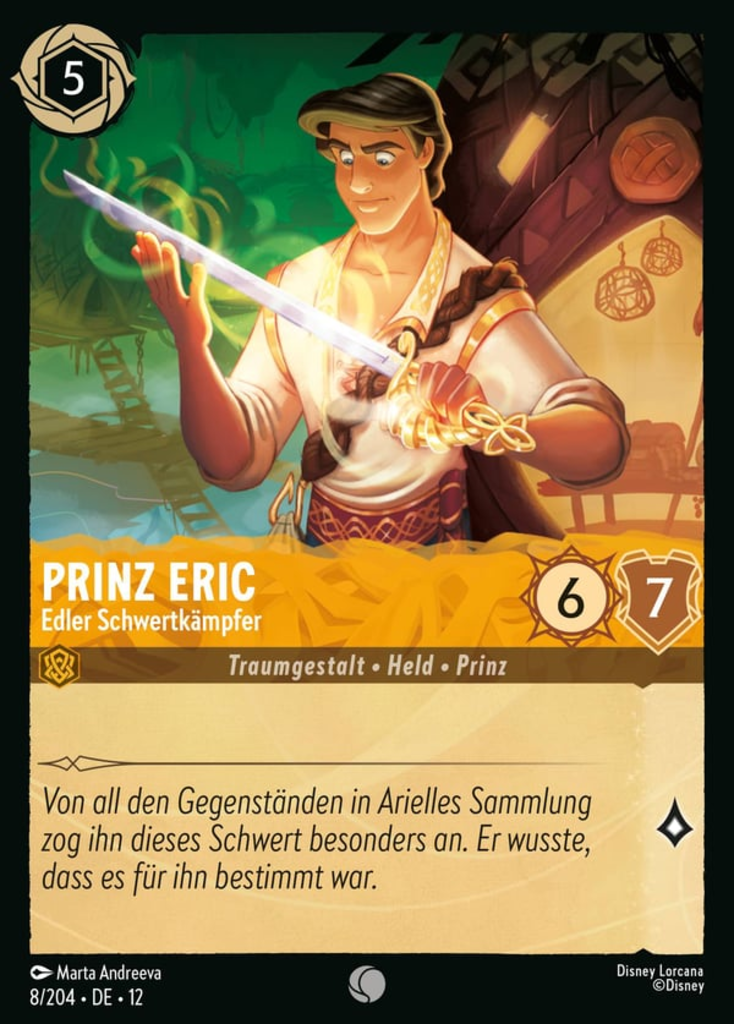 5
PRINZ ERIC
Edler Schwertkämpfer
6
7
Traumgestalt • Held • Prinz
Von all den Gegenständen in Arielles Sammlung
zog ihn dieses Schwert besonders an. Er wusste,
dass es für ihn bestimmt war.
Marta Andreeva
Disney Lorcana
8/204 • DE • 12
©Disney